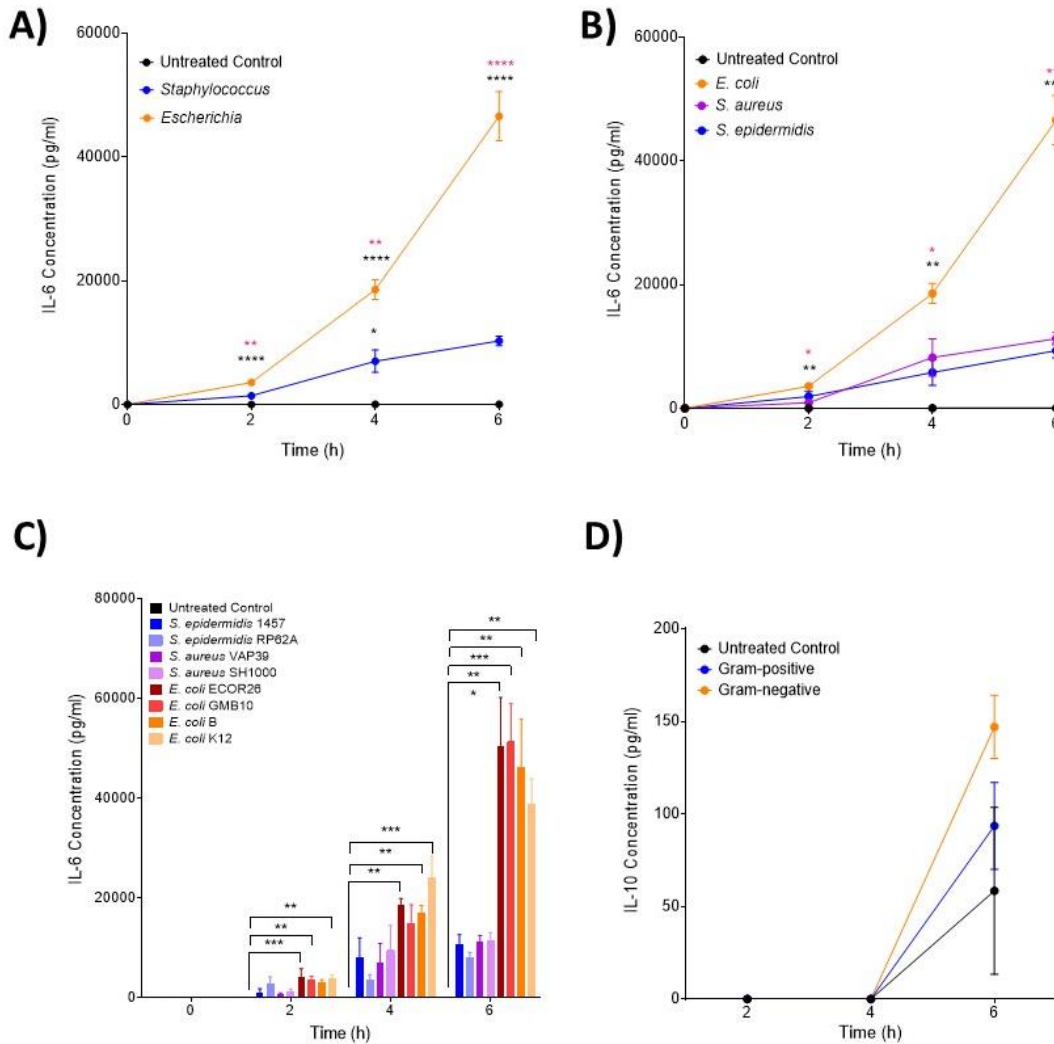 A)
60000
40000
20000
0
IL-6 Concentration (pg/ml)
Untreated Control
Staphylococcus
Escherichia
**
****
**
****
*
****
****
0 2 4 6
Time (h)
B)
60000
40000
20000
0
IL-6 Concentration (pg/ml)
Untreated Control
E. coli
S. aureus
S. epidermidis
*
**
*
**
0 2 4 6
Time (h)
C)
80000
60000
40000
20000
0
IL-6 Concentration (pg/ml)
Untreated Control
S. epidermidis 1457
S. epidermidis RP62A
S. aureus VAP39
S. aureus SH1000
E. coli ECOR26
E. coli GMB10
E. coli B
E. coli K12
**
**
***
***
**
**
**
**
***
**
*
0 2 4 6
Time (h)
D)
200
150
100
50
0
IL-10 Concentration (pg/ml)
Untreated Control
Gram-positive
Gram-negative
2 4 6
Time (h)